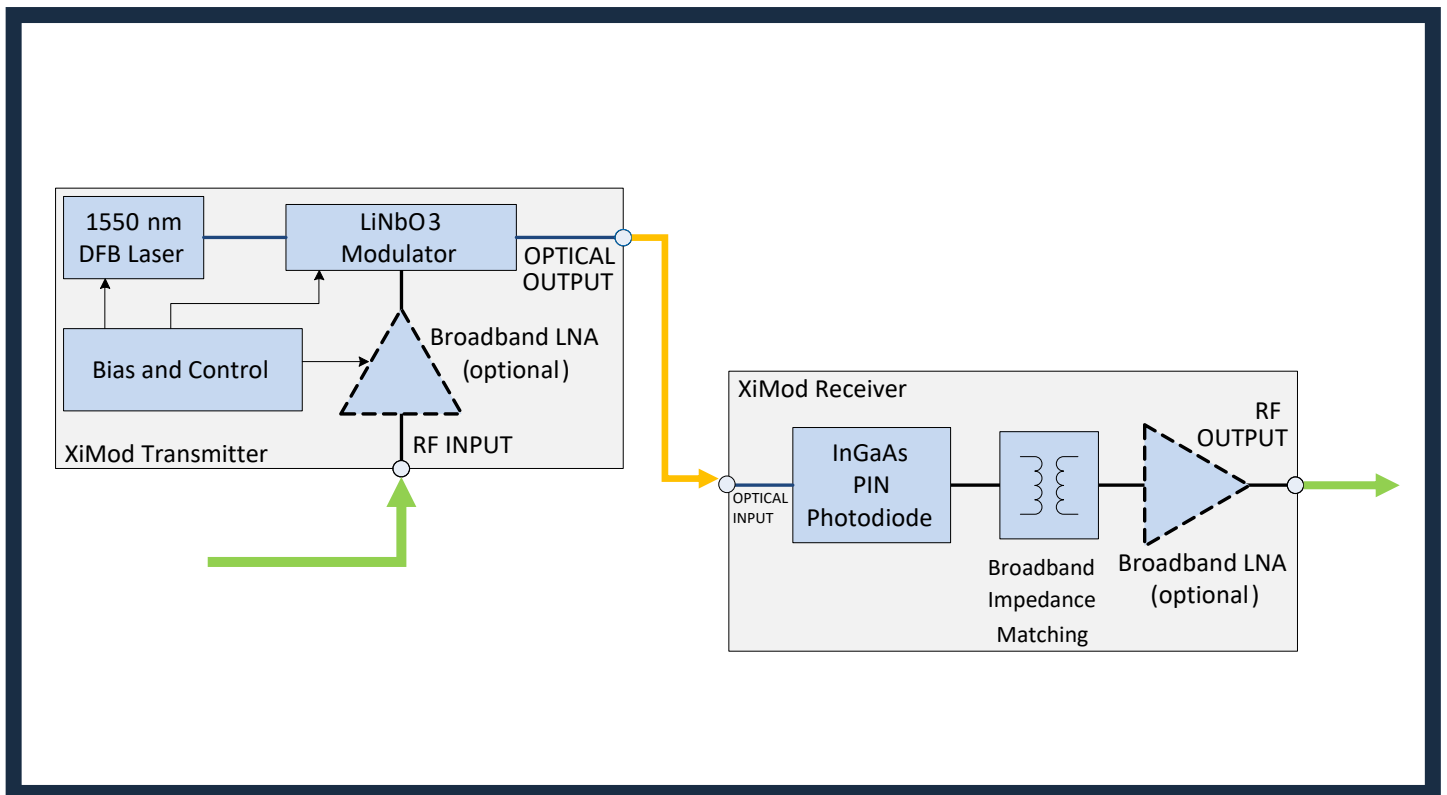 1550 nm
DFB Laser
LiNbO3
Modulator
OPTICAL
OUTPUT
Bias and Control
Broadband LNA
(optional)
RF INPUT
XiMod Transmitter
XiMod Receiver
OPTICAL
INPUT
InGaAs
PIN
Photodiode
Broadband
Impedance
Matching
RF
OUTPUT
Broadband LNA
(optional)